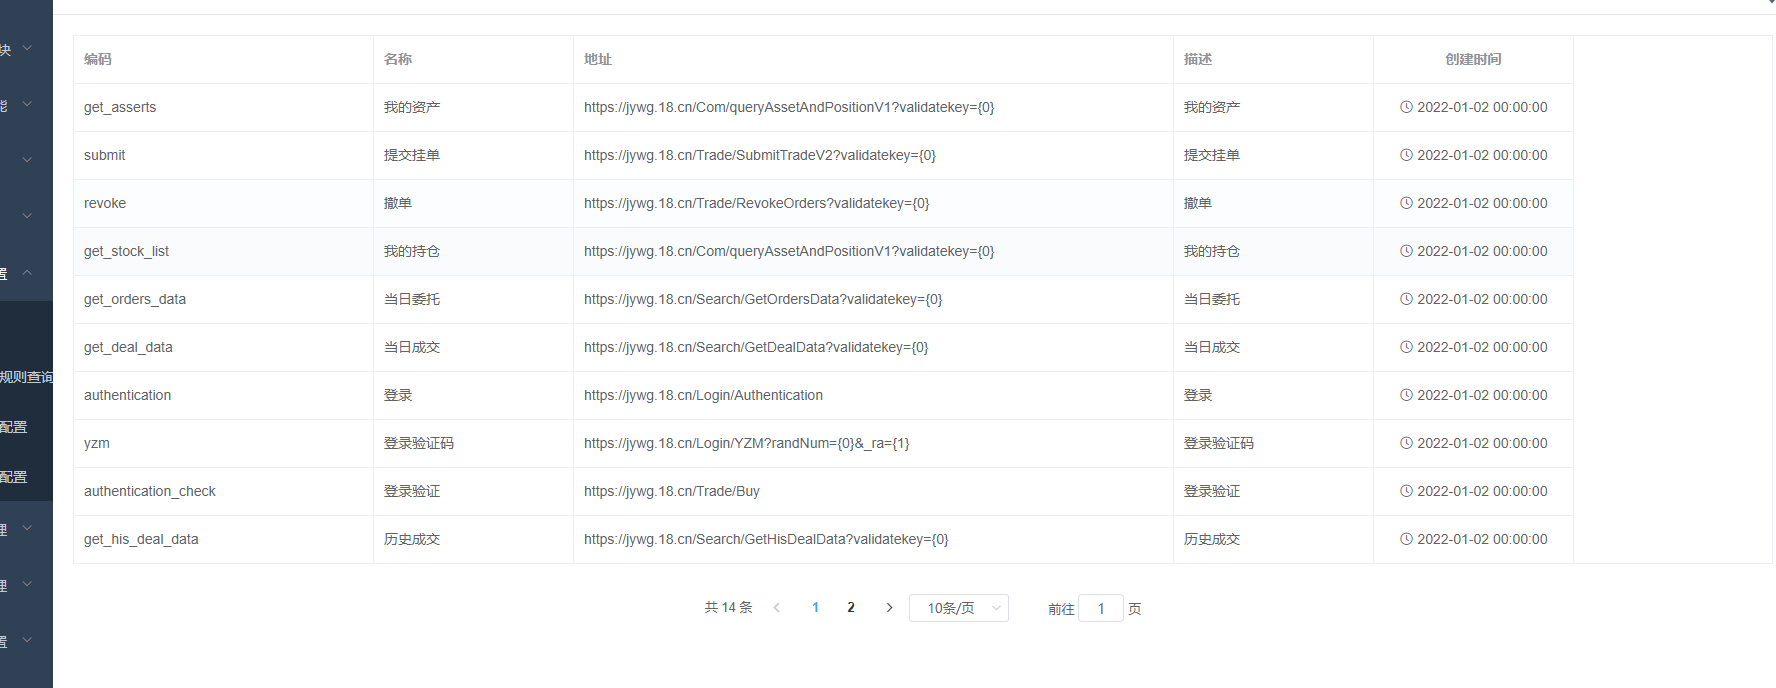 块
能
置
规则查询
配置
配置
理
理
置
编码 名称 地址 描述 创建时间
get_asserts 我的资产 https://jywg.18.cn/Com/queryAssetAndPositionV1?validatekey={0} 我的资产 2022-01-02 00:00:00
submit 提交挂单 https://jywg.18.cn/Trade/SubmitTradeV2?validatekey={0} 提交挂单 2022-01-02 00:00:00
revoke 撤单 https://jywg.18.cn/Trade/RevokeOrders?validatekey={0} 撤单 2022-01-02 00:00:00
get_stock_list 我的持仓 https://jywg.18.cn/Com/queryAssetAndPositionV1?validatekey={0} 我的持仓 2022-01-02 00:00:00
get_orders_data 当日委托 https://jywg.18.cn/Search/GetOrdersData?validatekey={0} 当日委托 2022-01-02 00:00:00
get_deal_data 当日成交 https://jywg.18.cn/Search/GetDealData?validatekey={0} 当日成交 2022-01-02 00:00:00
authentication 登录 https://jywg.18.cn/Login/Authentication 登录 2022-01-02 00:00:00
yzm 登录验证码 https://jywg.18.cn/Login/YZM?randNum={0}&_ra={1} 登录验证码 2022-01-02 00:00:00
authentication_check 登录验证 https://jywg.18.cn/Trade/Buy 登录验证 2022-01-02 00:00:00
get_his_deal_data 历史成交 https://jywg.18.cn/Search/GetHisDealData?validatekey={0} 历史成交 2022-01-02 00:00:00
共 14 条 1 2 10条/页 前往 1 页